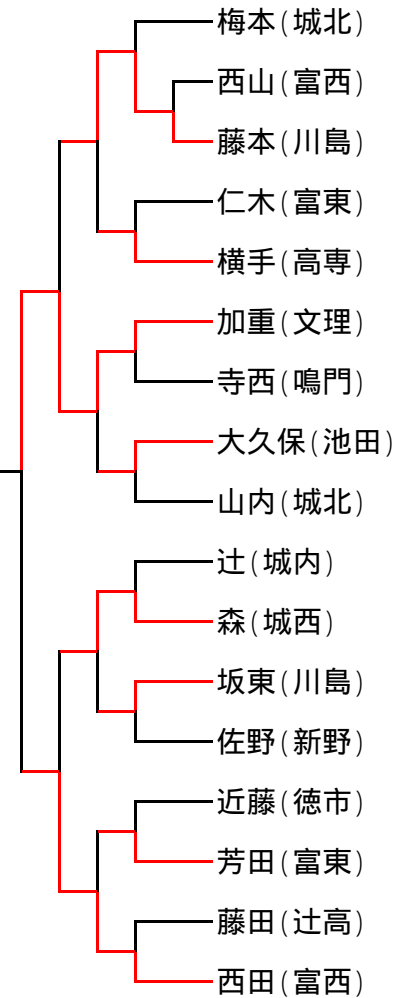 梅本(城北)
西山(富西)
藤本(川島)
仁木(富東)
横手(高専)
加重(文理)
寺西(鳴門)
大久保(池田)
山内(城北)
辻(城内)
森(城西)
坂東(川島)
佐野(新野)
近藤(徳市)
芳田(富東)
藤田(辻高)
西田(富西)